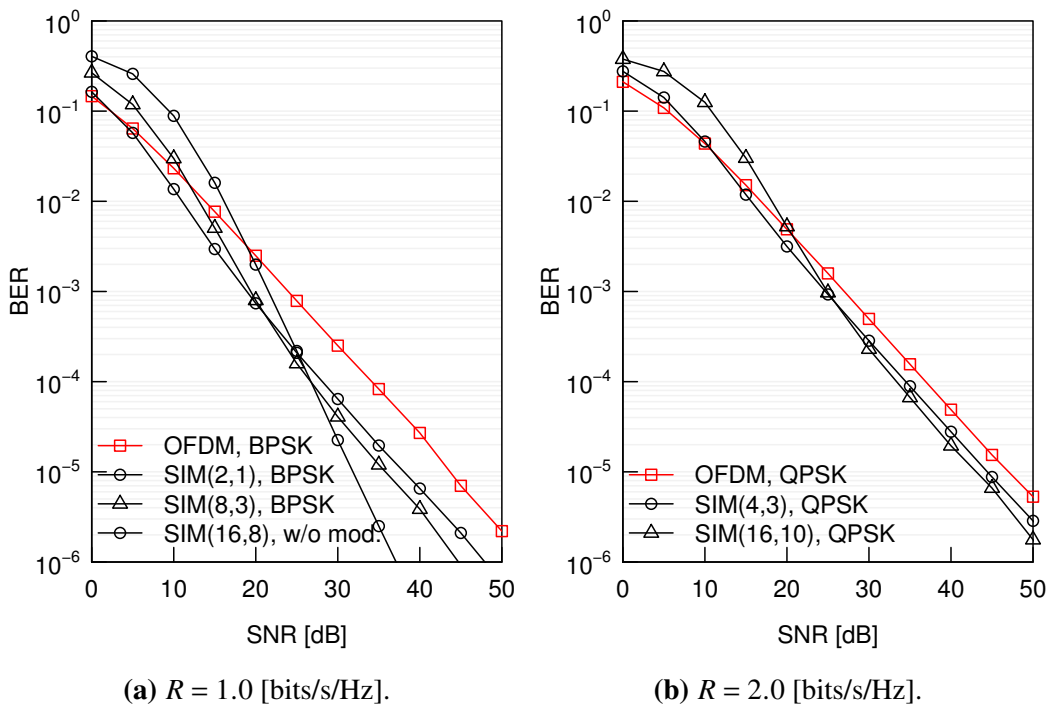 10^0
10^-1
10^-2
10^-3
10^-4
10^-5
10^-6
BER
0 10 20 30 40 50
SNR [dB]
OFDM, BPSK
SIM(2,1), BPSK
SIM(8,3), BPSK
SIM(16,8), w/o mod.
(a) R = 1.0 [bits/s/Hz].
10^0
10^-1
10^-2
10^-3
10^-4
10^-5
10^-6
BER
0 10 20 30 40 50
SNR [dB]
OFDM, QPSK
SIM(4,3), QPSK
SIM(16,10), QPSK
(b) R = 2.0 [bits/s/Hz].